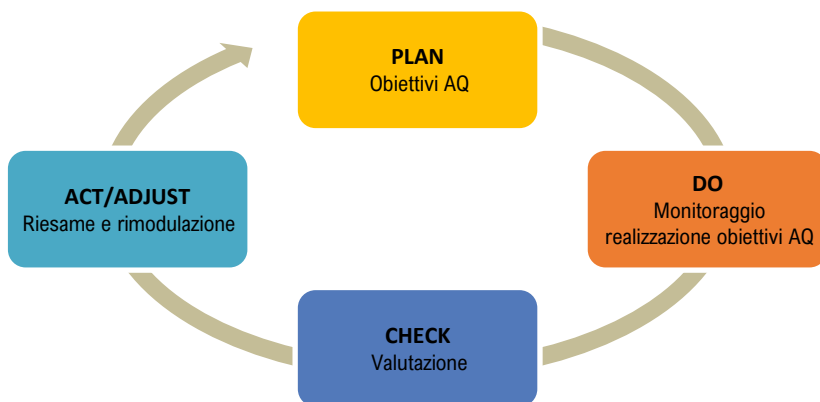 PLAN
Obiettivi AQ
DO
Monitoraggio
realizzazione obiettivi AQ
CHECK
Valutazione
ACT/ADJUST
Riesame e rimodulazione